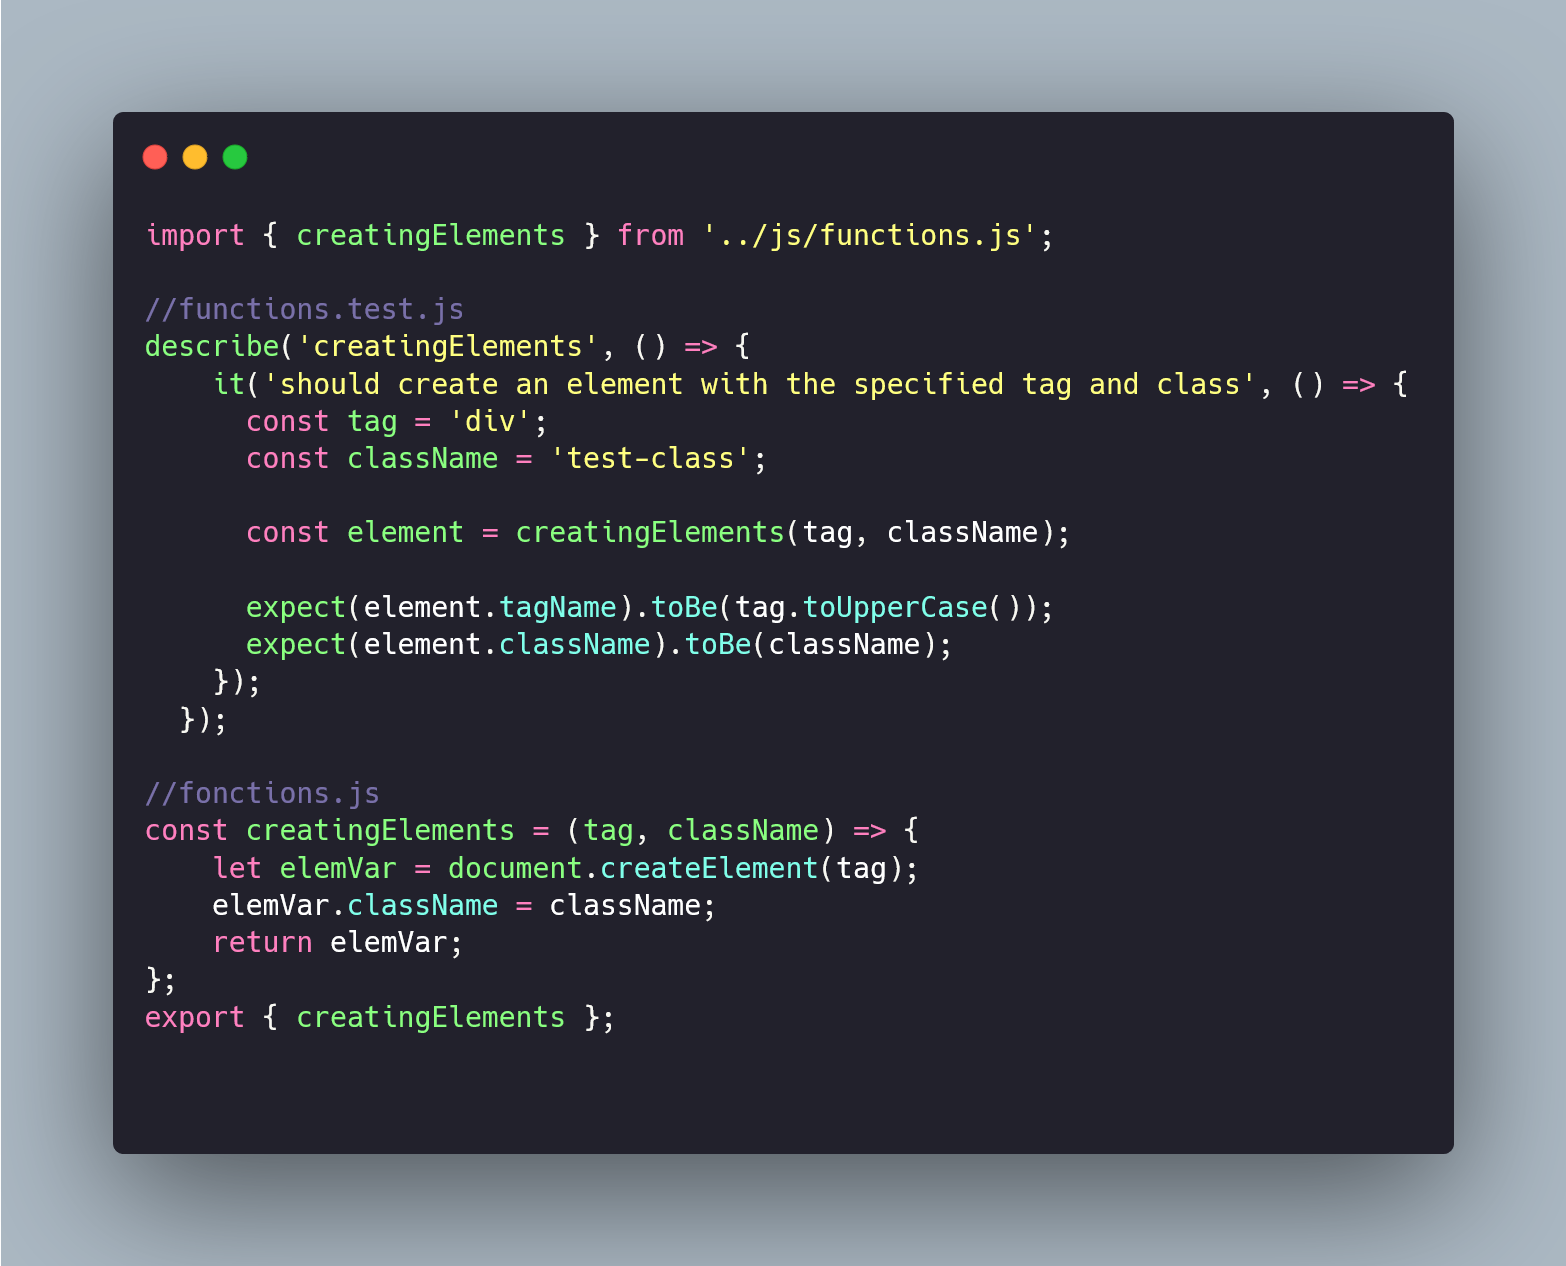 import { creatingElements } from '../js/functions.js';
//functions.test.js
describe('creatingElements', () => {
    it('should create an element with the specified tag and class', () => {
      const tag = 'div';
      const className = 'test-class';
      const element = creatingElements(tag, className);
      expect(element.tagName).toBe(tag.toUpperCase());
      expect(element.className).toBe(className);
    });
  });
//fonctions.js
const creatingElements = (tag, className) => {
    let elemVar = document.createElement(tag);
    elemVar.className = className;
    return elemVar;
};
export { creatingElements };